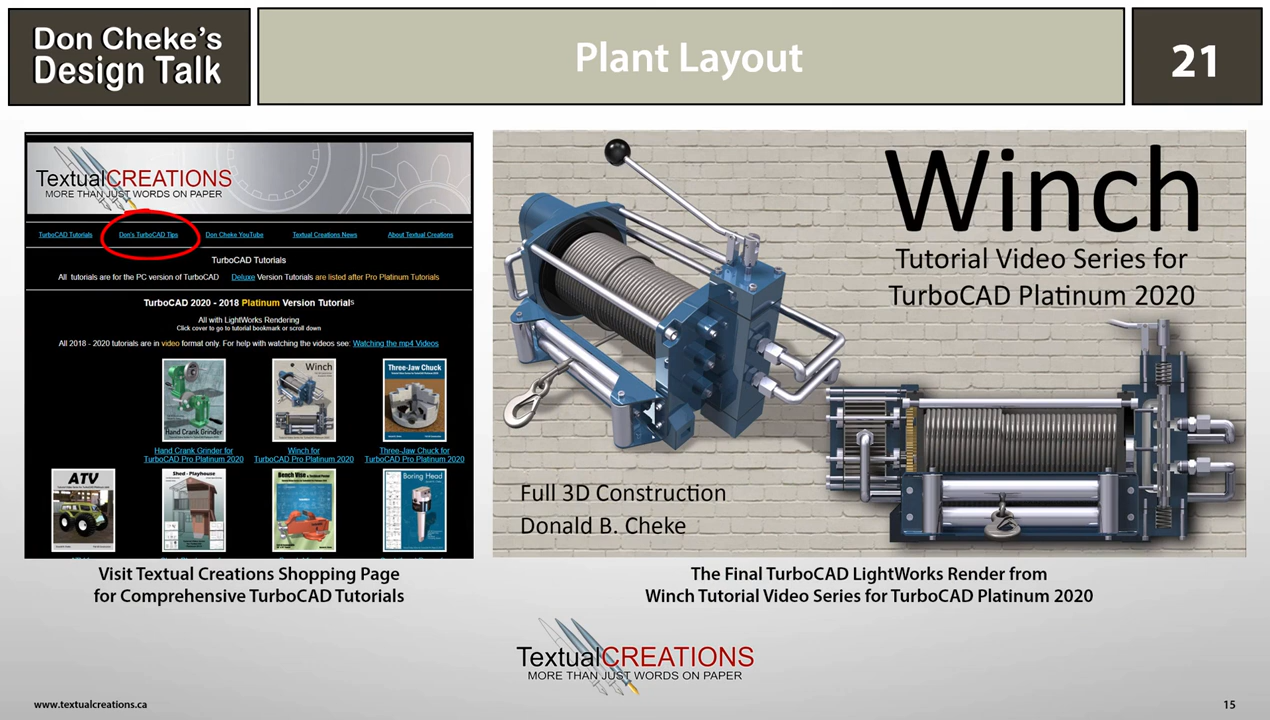 Don Cheke's
Design Talk
Plant Layout
21
TextualCREATIONS
MORE THAN JUST WORDS ON PAPER
TurboCAD Tutorials
Don's TurboCAD Tips
Don Cheke YouTube
Textual Creations News
About Textual Creations
TurboCAD Tutorials
All tutorials are for the PC version of TurboCAD Deluxe Version Tutorials are listed after Pro Platinum Tutorials
TurboCAD 2020 - 2018 Platinum Version Tutorials
All with LightWorks Rendering
Click cover to go to tutorial bookmark or scroll down
All 2018 - 2020 tutorials are in video format only. For help with watching the videos see: Watching the mp4 Videos
Hand Crank Grinder
Winch
Three-Jaw Chuck
Hand Crank Grinder for
TurboCAD Pro Platinum 2020
Winch for
TurboCAD Pro Platinum 2020
Three-Jaw Chuck for
TurboCAD Pro Platinum 2020
ATV
Shed - Playhouse
Bench Vise
Boring Head
Winch
Tutorial Video Series for
TurboCAD Platinum 2020
Full 3D Construction
Donald B. Cheke
Visit Textual Creations Shopping Page
for Comprehensive TurboCAD Tutorials
The Final TurboCAD LightWorks Render from
Winch Tutorial Video Series for TurboCAD Platinum 2020
TextualCREATIONS
MORE THAN JUST WORDS ON PAPER
www.textualcreations.ca
15